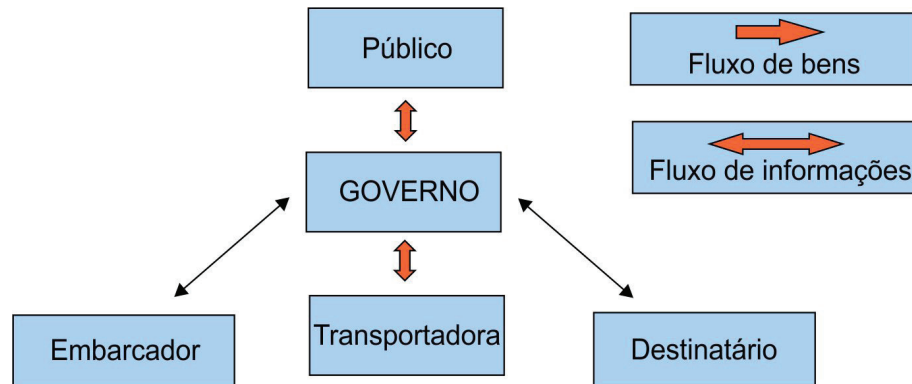 Público
Fluxo de bens
Fluxo de informações
GOVERNO
Embarcador
Transportadora
Destinatário